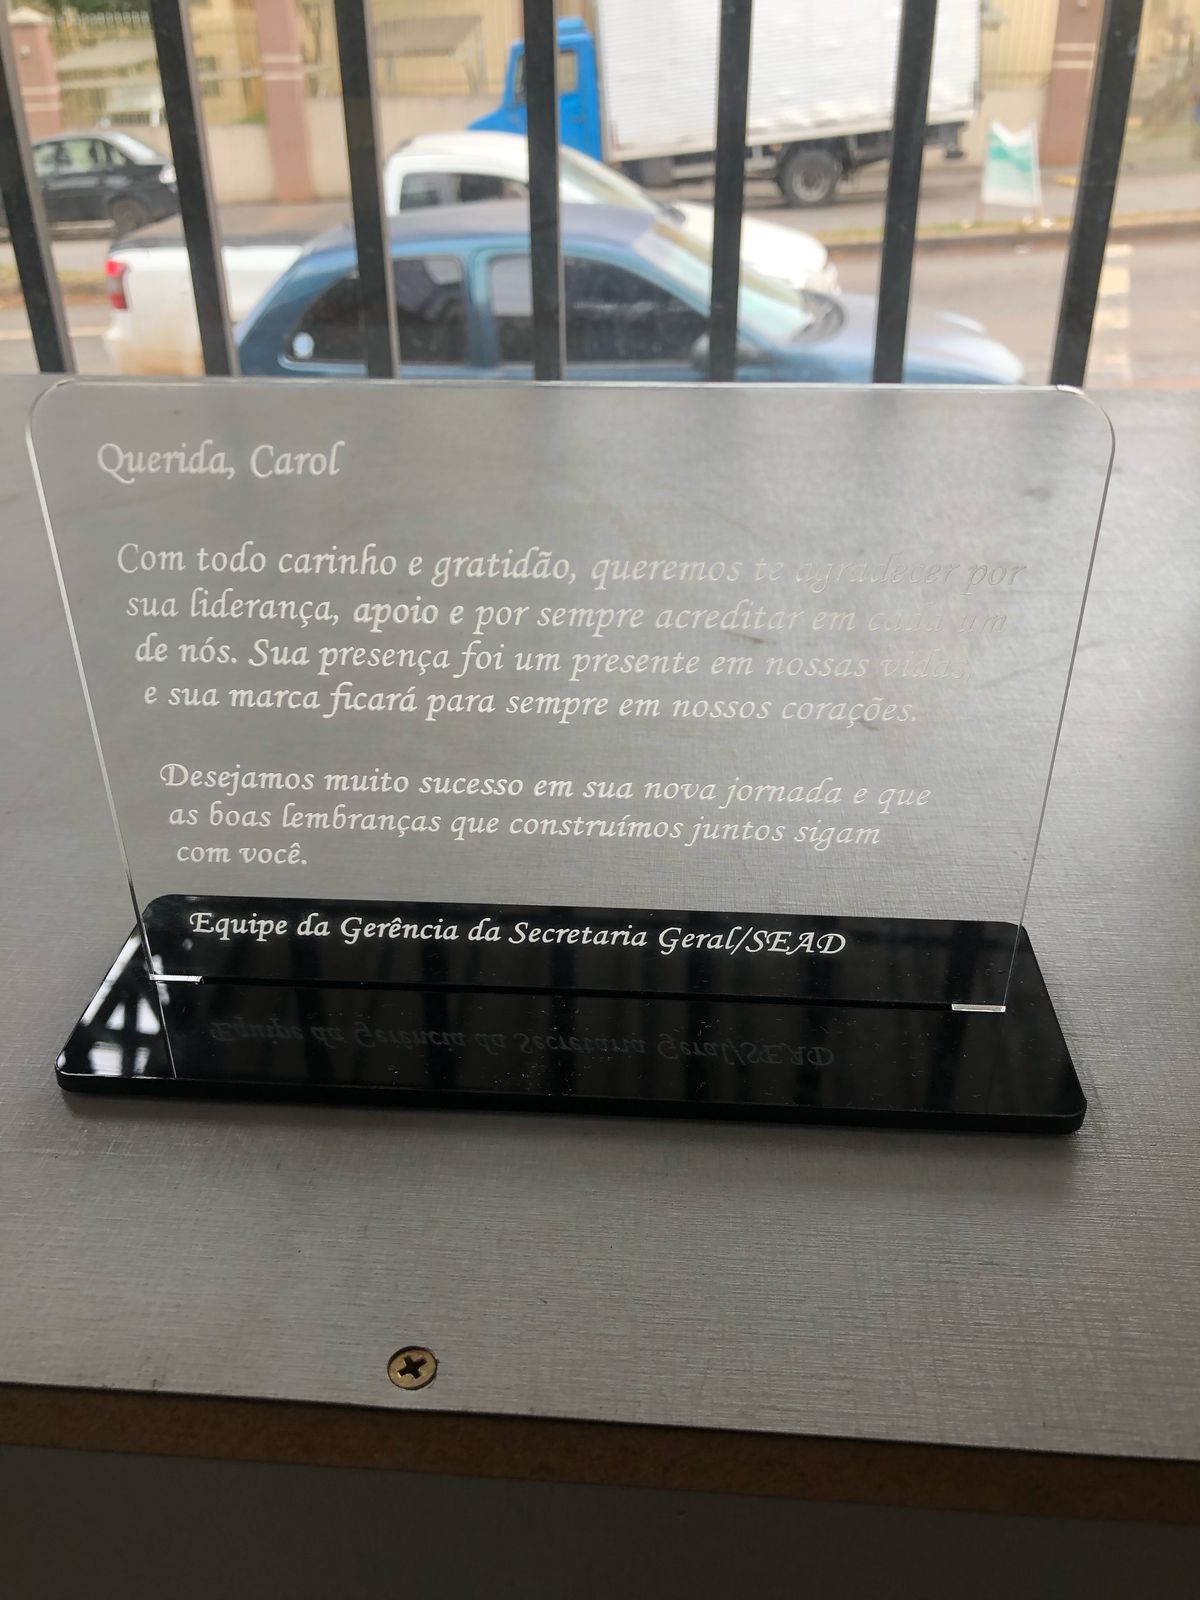 Querida, Carol
Com todo carinho e gratidão, queremos te agradecer por
sua liderança, apoio e por sempre acreditar em cada um
de nós. Sua presença foi um presente em nossas vidas,
e sua marca ficará para sempre em nossos corações.
Desejamos muito sucesso em sua nova jornada e que
as boas lembranças que construímos juntos sigam
com você.
Equipe da Gerência da Secretaria Geral/SEAD